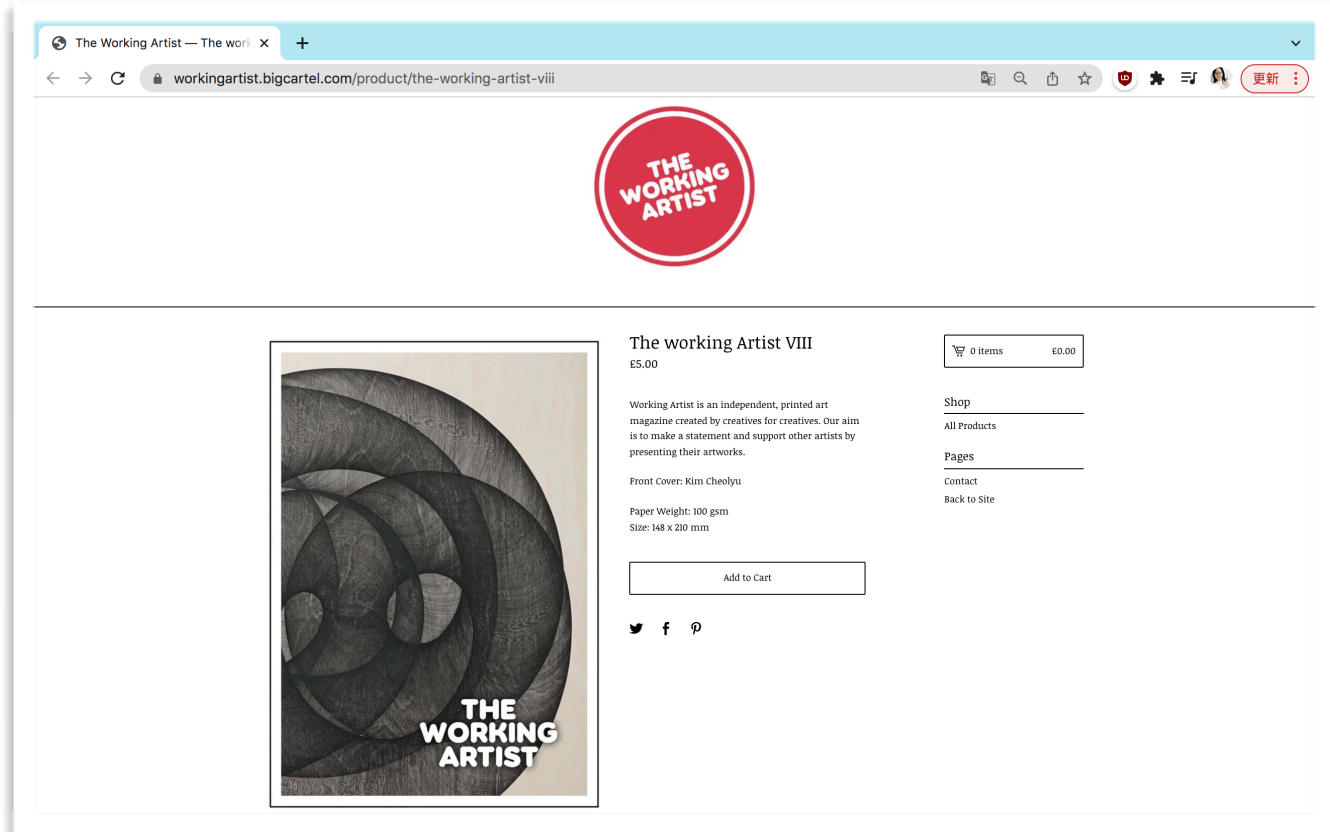 The Working Artist — The work
workingartist.bigcartel.com/product/the-working-artist-viii
更新
THE
WORKING
ARTIST
The working Artist VIII
£5.00
Working Artist is an independent, printed art
magazine created by creatives for creatives. Our aim
is to make a statement and support other artists by
presenting their artworks.
Front Cover: Kim Cheolyu
Paper Weight: 100 gsm
Size: 148 x 210 mm
Add to Cart
0 items £0.00
Shop
All Products
Pages
Contact
Back to Site
THE
WORKING
ARTIST